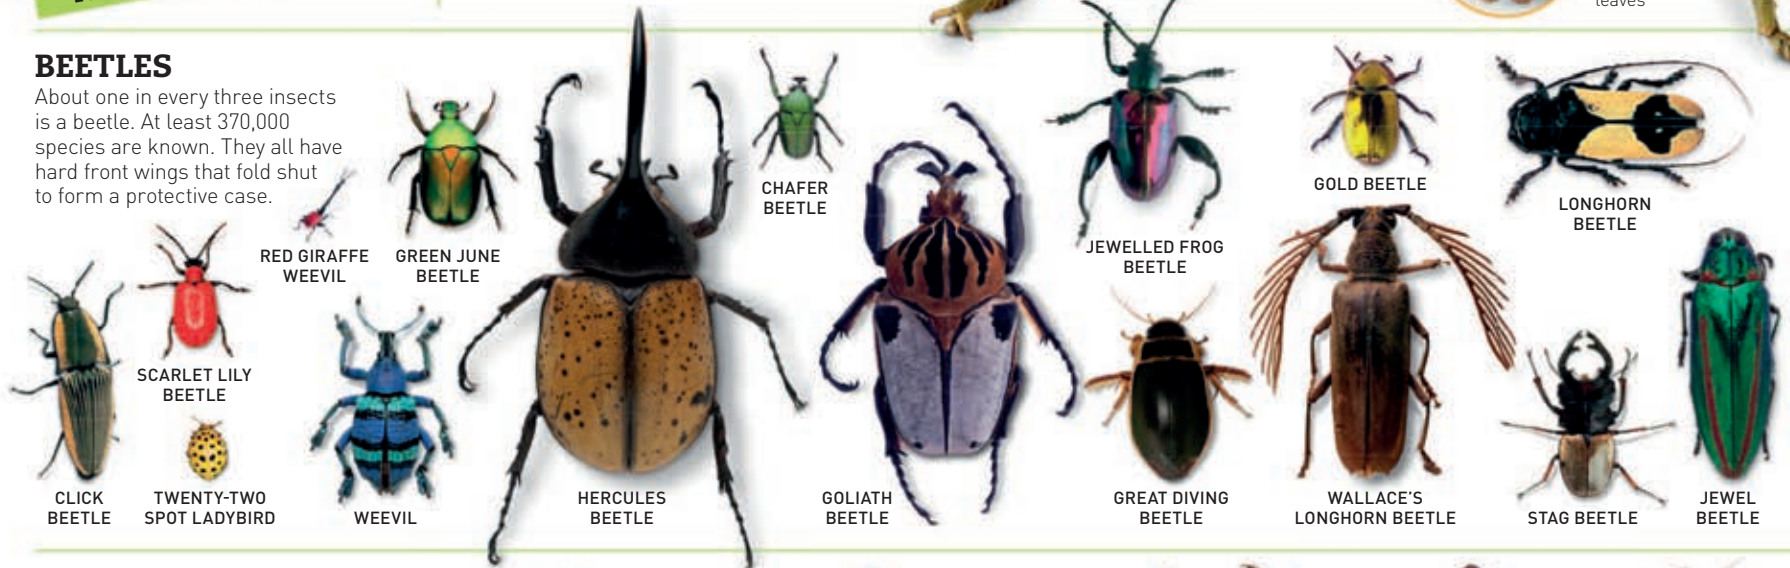 leaves
BEETLES
About one in every three insects
is a beetle. At least 370,000
species are known. They all have
hard front wings that fold shut
to form a protective case.
RED GIRAFFE
WEEVIL
GREEN JUNE
BEETLE
CHAFER
BEETLE
JEWELLED FROG
BEETLE
GOLD BEETLE
LONGHORN
BEETLE
SCARLET LILY
BEETLE
CLICK
BEETLE
TWENTY-TWO
SPOT LADYBIRD
WEEVIL
HERCULES
BEETLE
GOLIATH
BEETLE
GREAT DIVING
BEETLE
WALLACE'S
LONGHORN BEETLE
STAG BEETLE
JEWEL
BEETLE